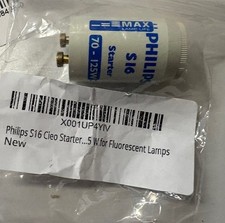 MAX
PHILIPS
S16
Starter
70-125W
X001UP4YIV
Philips S16 Cleo Starter...5 W for Fluorescent Lamps
New